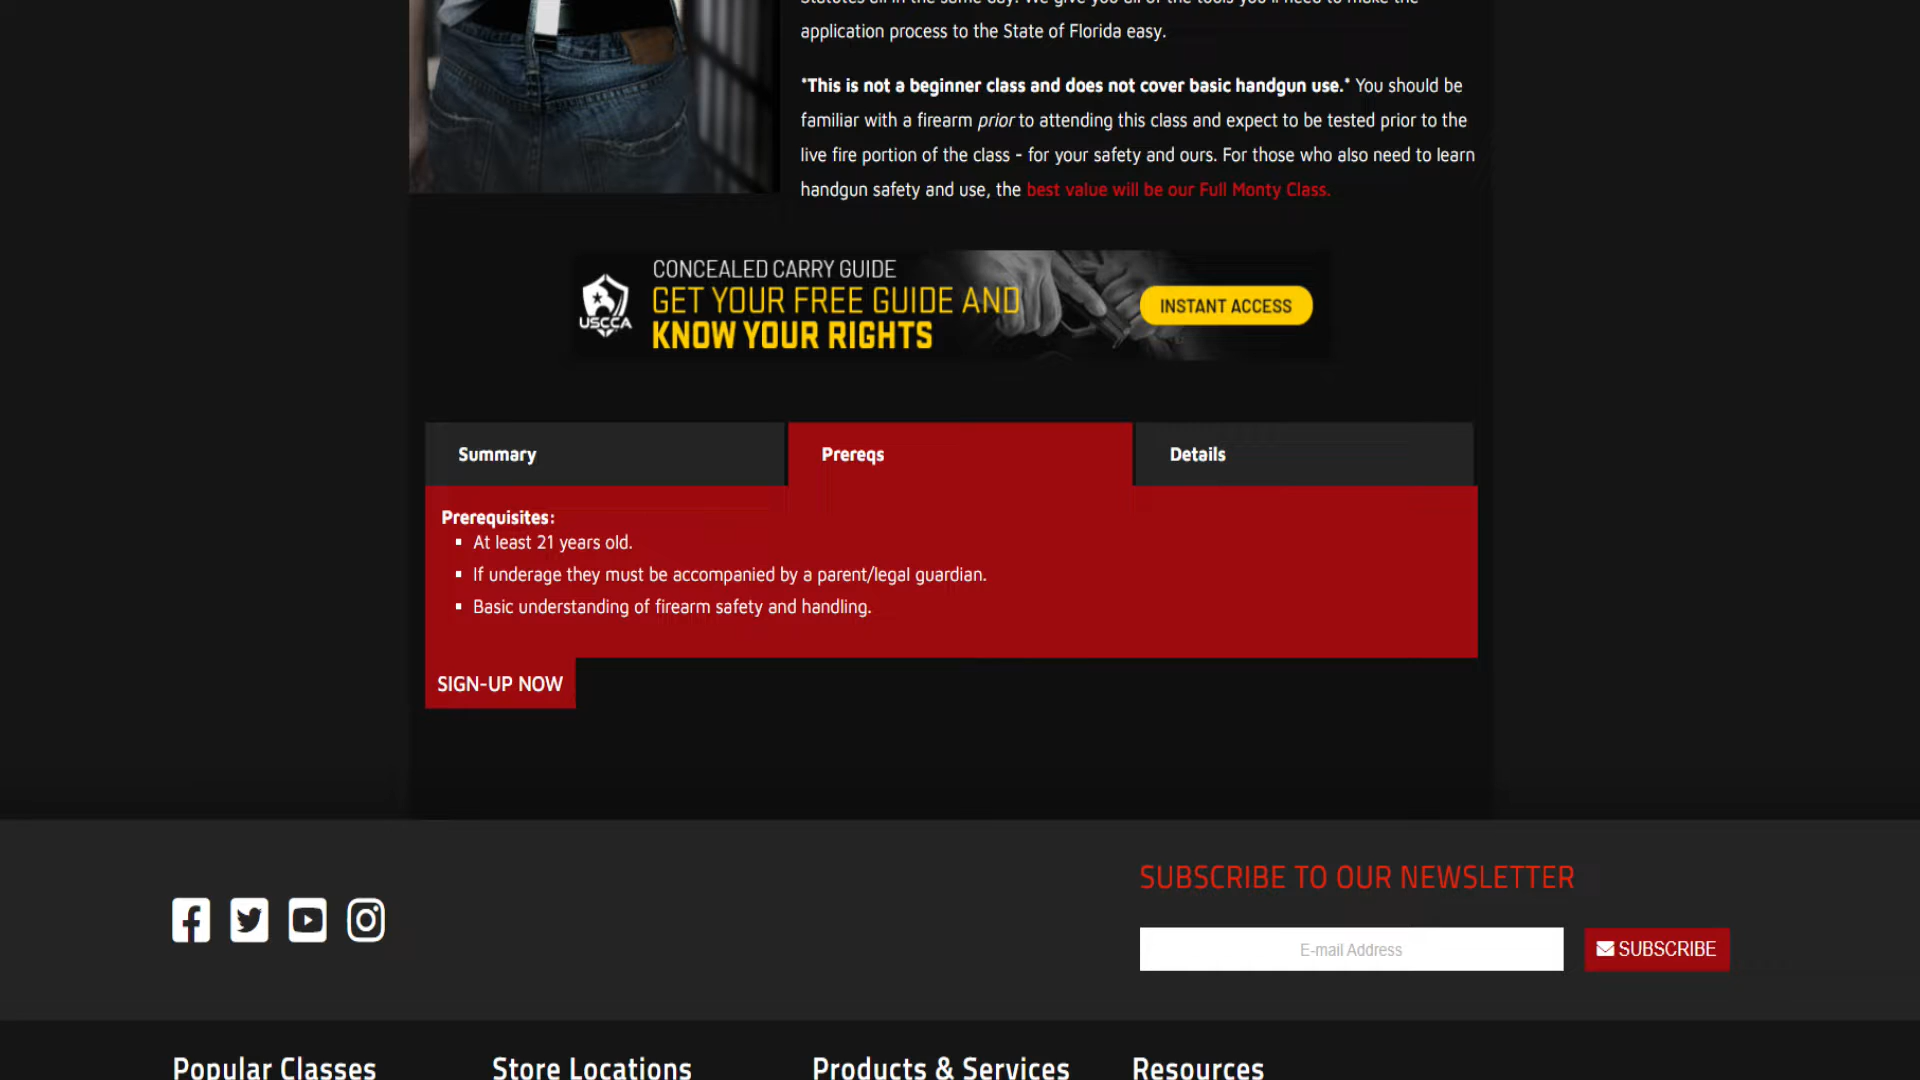 application process to the State of Florida easy.
*This is not a beginner class and does not cover basic handgun use.* You should be
familiar with a firearm prior to attending this class and expect to be tested prior to the
live fire portion of the class - for your safety and ours. For those who also need to learn
handgun safety and use, the best value will be our Full Monty Class.
CONCEALED CARRY GUIDE
GET YOUR FREE GUIDE AND
KNOW YOUR RIGHTS
USCCA
INSTANT ACCESS
Summary
Prereqs
Details
Prerequisites:
At least 21 years old.
If underage they must be accompanied by a parent/legal guardian.
Basic understanding of firearm safety and handling.
SIGN-UP NOW
SUBSCRIBE TO OUR NEWSLETTER
E-mail Address
SUBSCRIBE
Popular Classes
Store Locations
Products & Services
Resources